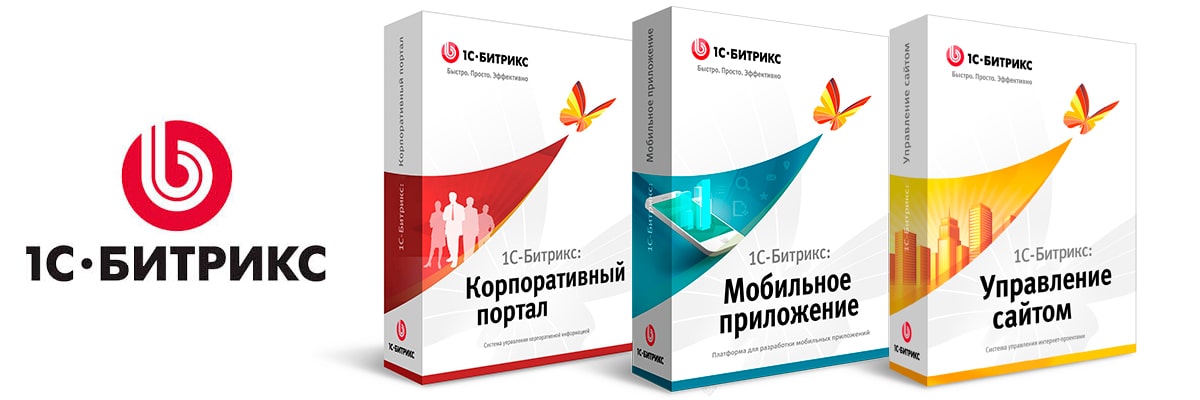 1С·БИТРИКС
1С-Битрикс: Корпоративный портал
1С·БИТРИКС
Быстро. Просто. Эффективно
1С-Битрикс:
Корпоративный
портал
Система управления корпоративной информацией
1С-Битрикс: Мобильное приложение
1С·БИТРИКС
Быстро. Просто. Эффективно
1С-Битрикс:
Мобильное
приложение
Платформа для разработки мобильных приложений
1С-Битрикс: Управление сайтом
1С·БИТРИКС
Быстро. Просто. Эффективно
1С-Битрикс:
Управление
сайтом
Система управления интернет-проектами